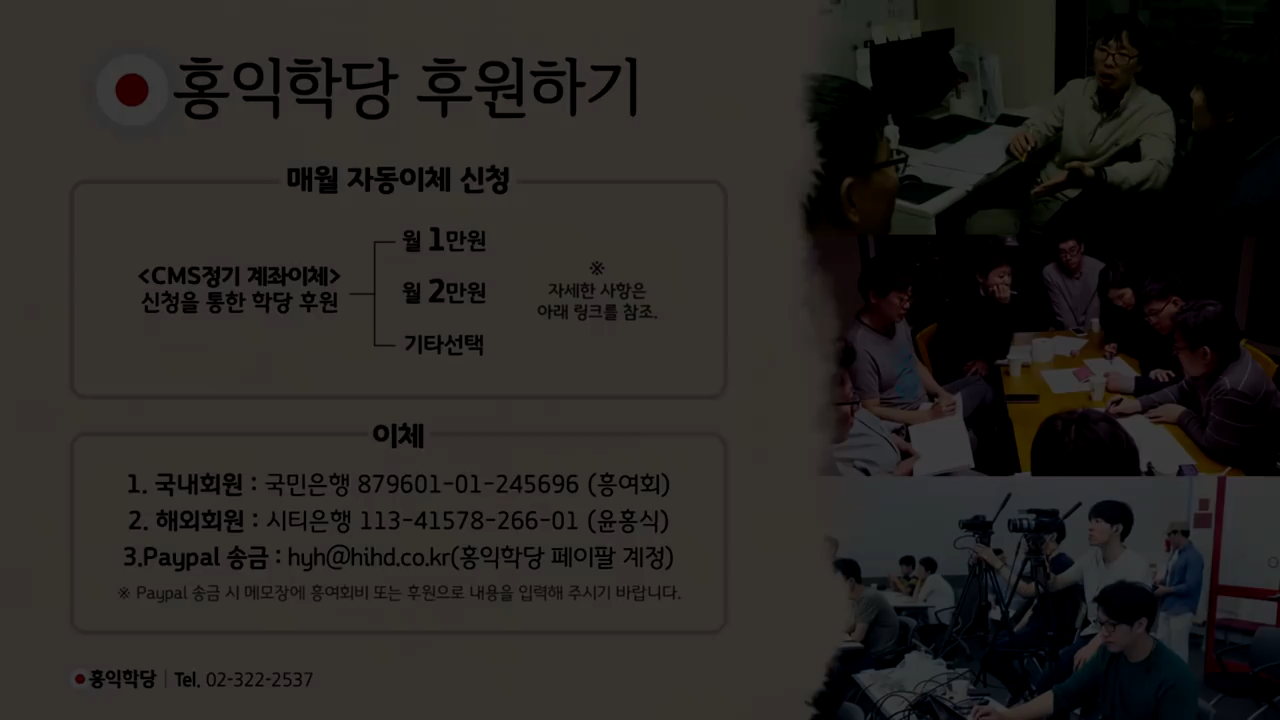 홍익학당 후원하기
매월 자동이체 신청
<CMS정기 계좌이체>
신청을 통한 학당 후원
월 1만원
월 2만원
기타선택
※
자세한 사항은
아래 링크를 참조.
이체
1. 국내회원 : 국민은행 879601-01-245696 (흥여회)
2. 해외회원 : 시티은행 113-41578-266-01 (윤홍식)
3.Paypal 송금 : hyh@hihd.co.kr(홍익학당 페이팔 계정)
※ Paypal 송금 시 메모장에 흥여회비 또는 후원으로 내용을 입력해 주시기 바랍니다.
홍익학당 | Tel. 02-322-2537